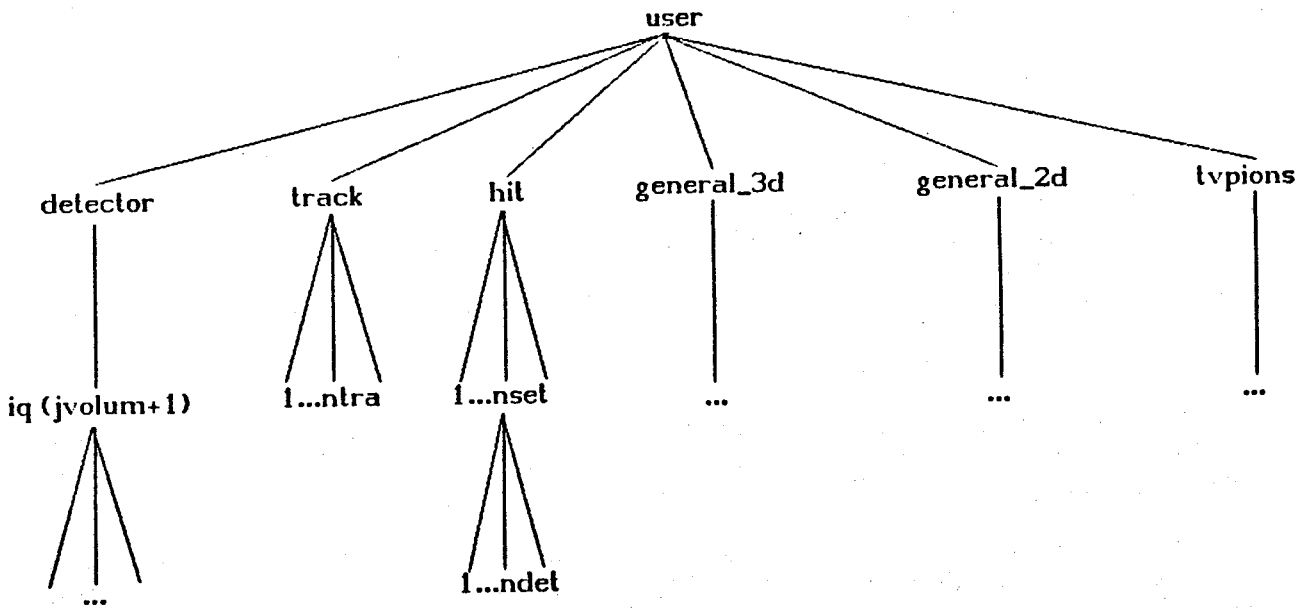 user
detector
track
hit
general_3d
general_2d
tvpions
iq (jvolum+1)
1...ntra
1...nset
...
...
...
...
1...ndet